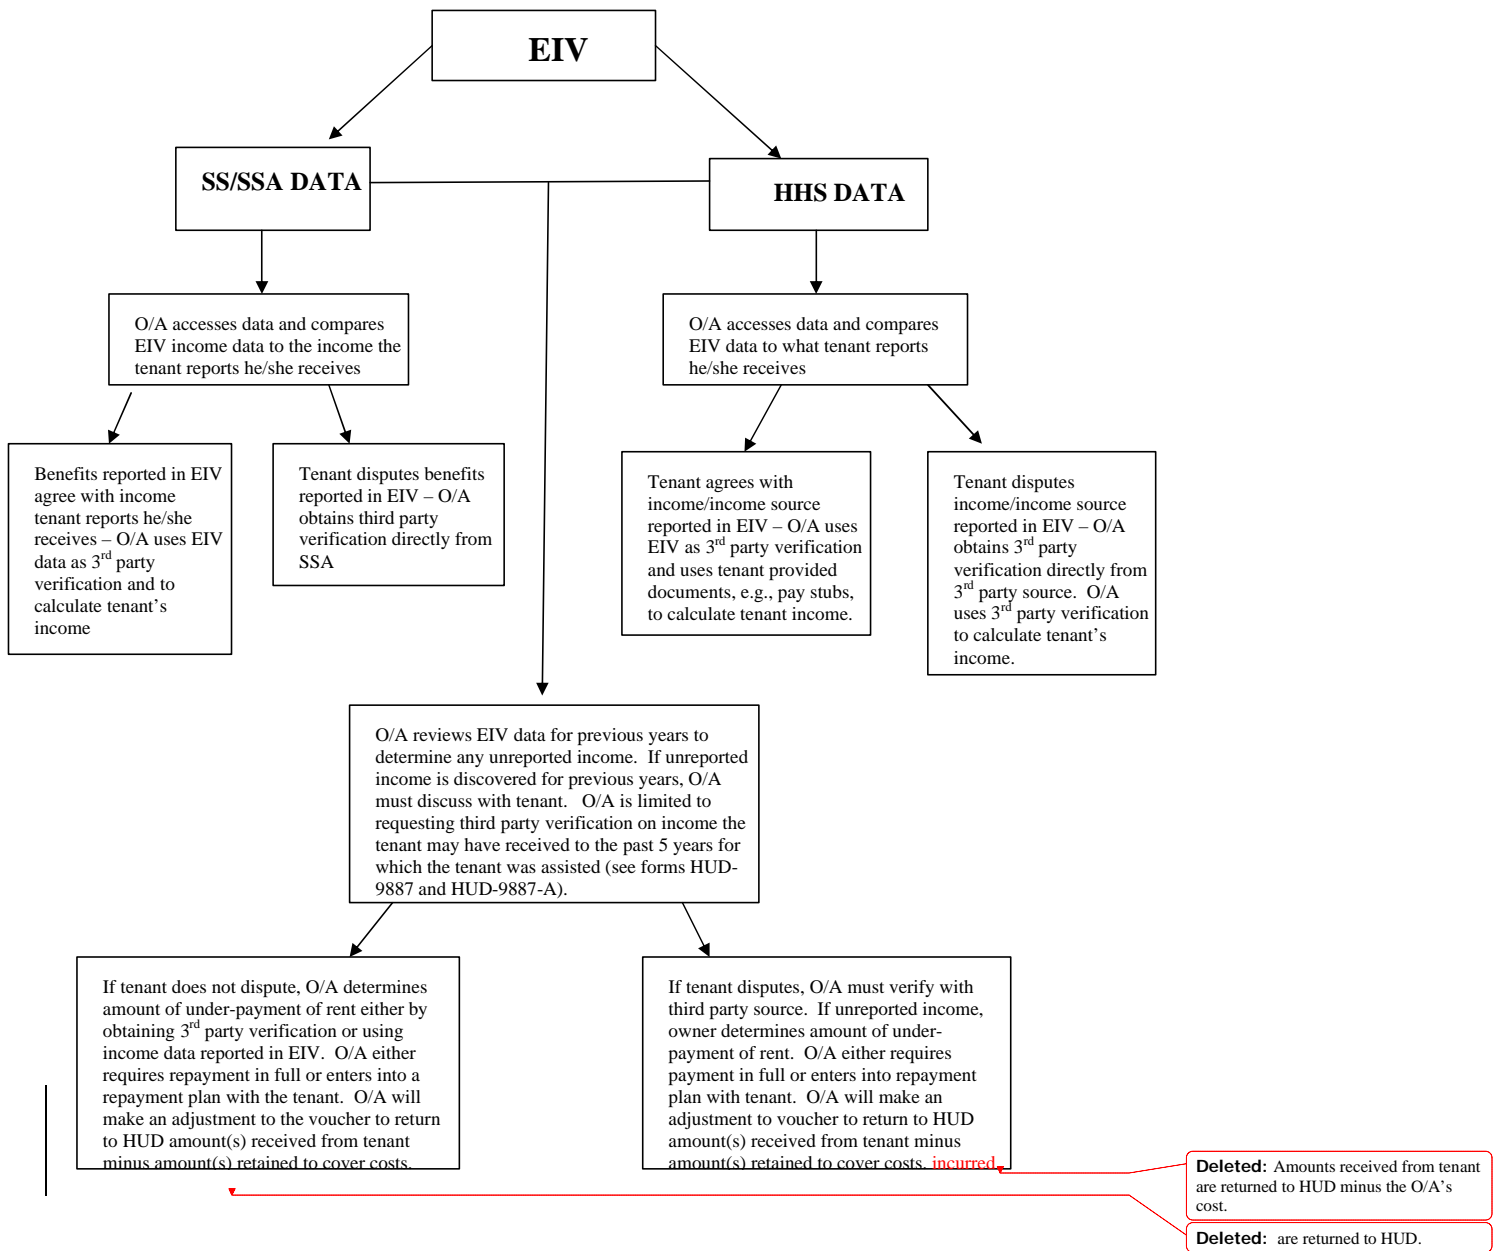 EIV
SS/SSA DATA
HHS DATA
O/A accesses data and compares
EIV income data to the income the
tenant reports he/she receives
O/A accesses data and compares
EIV data to what tenant reports
he/she receives
Benefits reported in EIV
agree with income
tenant reports he/she
receives – O/A uses EIV
data as 3rd party
verification and to
calculate tenant’s
income
Tenant disputes benefits
reported in EIV – O/A
obtains third party
verification directly from
SSA
Tenant agrees with
income/income source
reported in EIV – O/A uses
EIV as 3rd party verification
and uses tenant provided
documents, e.g., pay stubs,
to calculate tenant income.
Tenant disputes
income/income source
reported in EIV – O/A
obtains 3rd party
verification directly from
3rd party source.  O/A
uses 3rd party verification
to calculate tenant’s
income.
O/A reviews EIV data for previous years to
determine any unreported income.  If unreported
income is discovered for previous years, O/A
must discuss with tenant.   O/A is limited to
requesting third party verification on income the
tenant may have received to the past 5 years for
which the tenant was assisted (see forms HUD-
9887 and HUD-9887-A).
If tenant does not dispute, O/A determines
amount of under-payment of rent either by
obtaining 3rd party verification or using
income data reported in EIV.  O/A either
requires repayment in full or enters into a
repayment plan with the tenant.  O/A will
make an adjustment to the voucher to return
to HUD amount(s) received from tenant
minus amount(s) retained to cover costs.
If tenant disputes, O/A must verify with
third party source.  If unreported income,
owner determines amount of under-
payment of rent.  O/A either requires
payment in full or enters into repayment
plan with tenant.  O/A will make an
adjustment to voucher to return to HUD
amount(s) received from tenant minus
amount(s) retained to cover costs. incurred
Deleted: Amounts received from tenant
are returned to HUD minus the O/A’s
cost.
Deleted:  are returned to HUD.